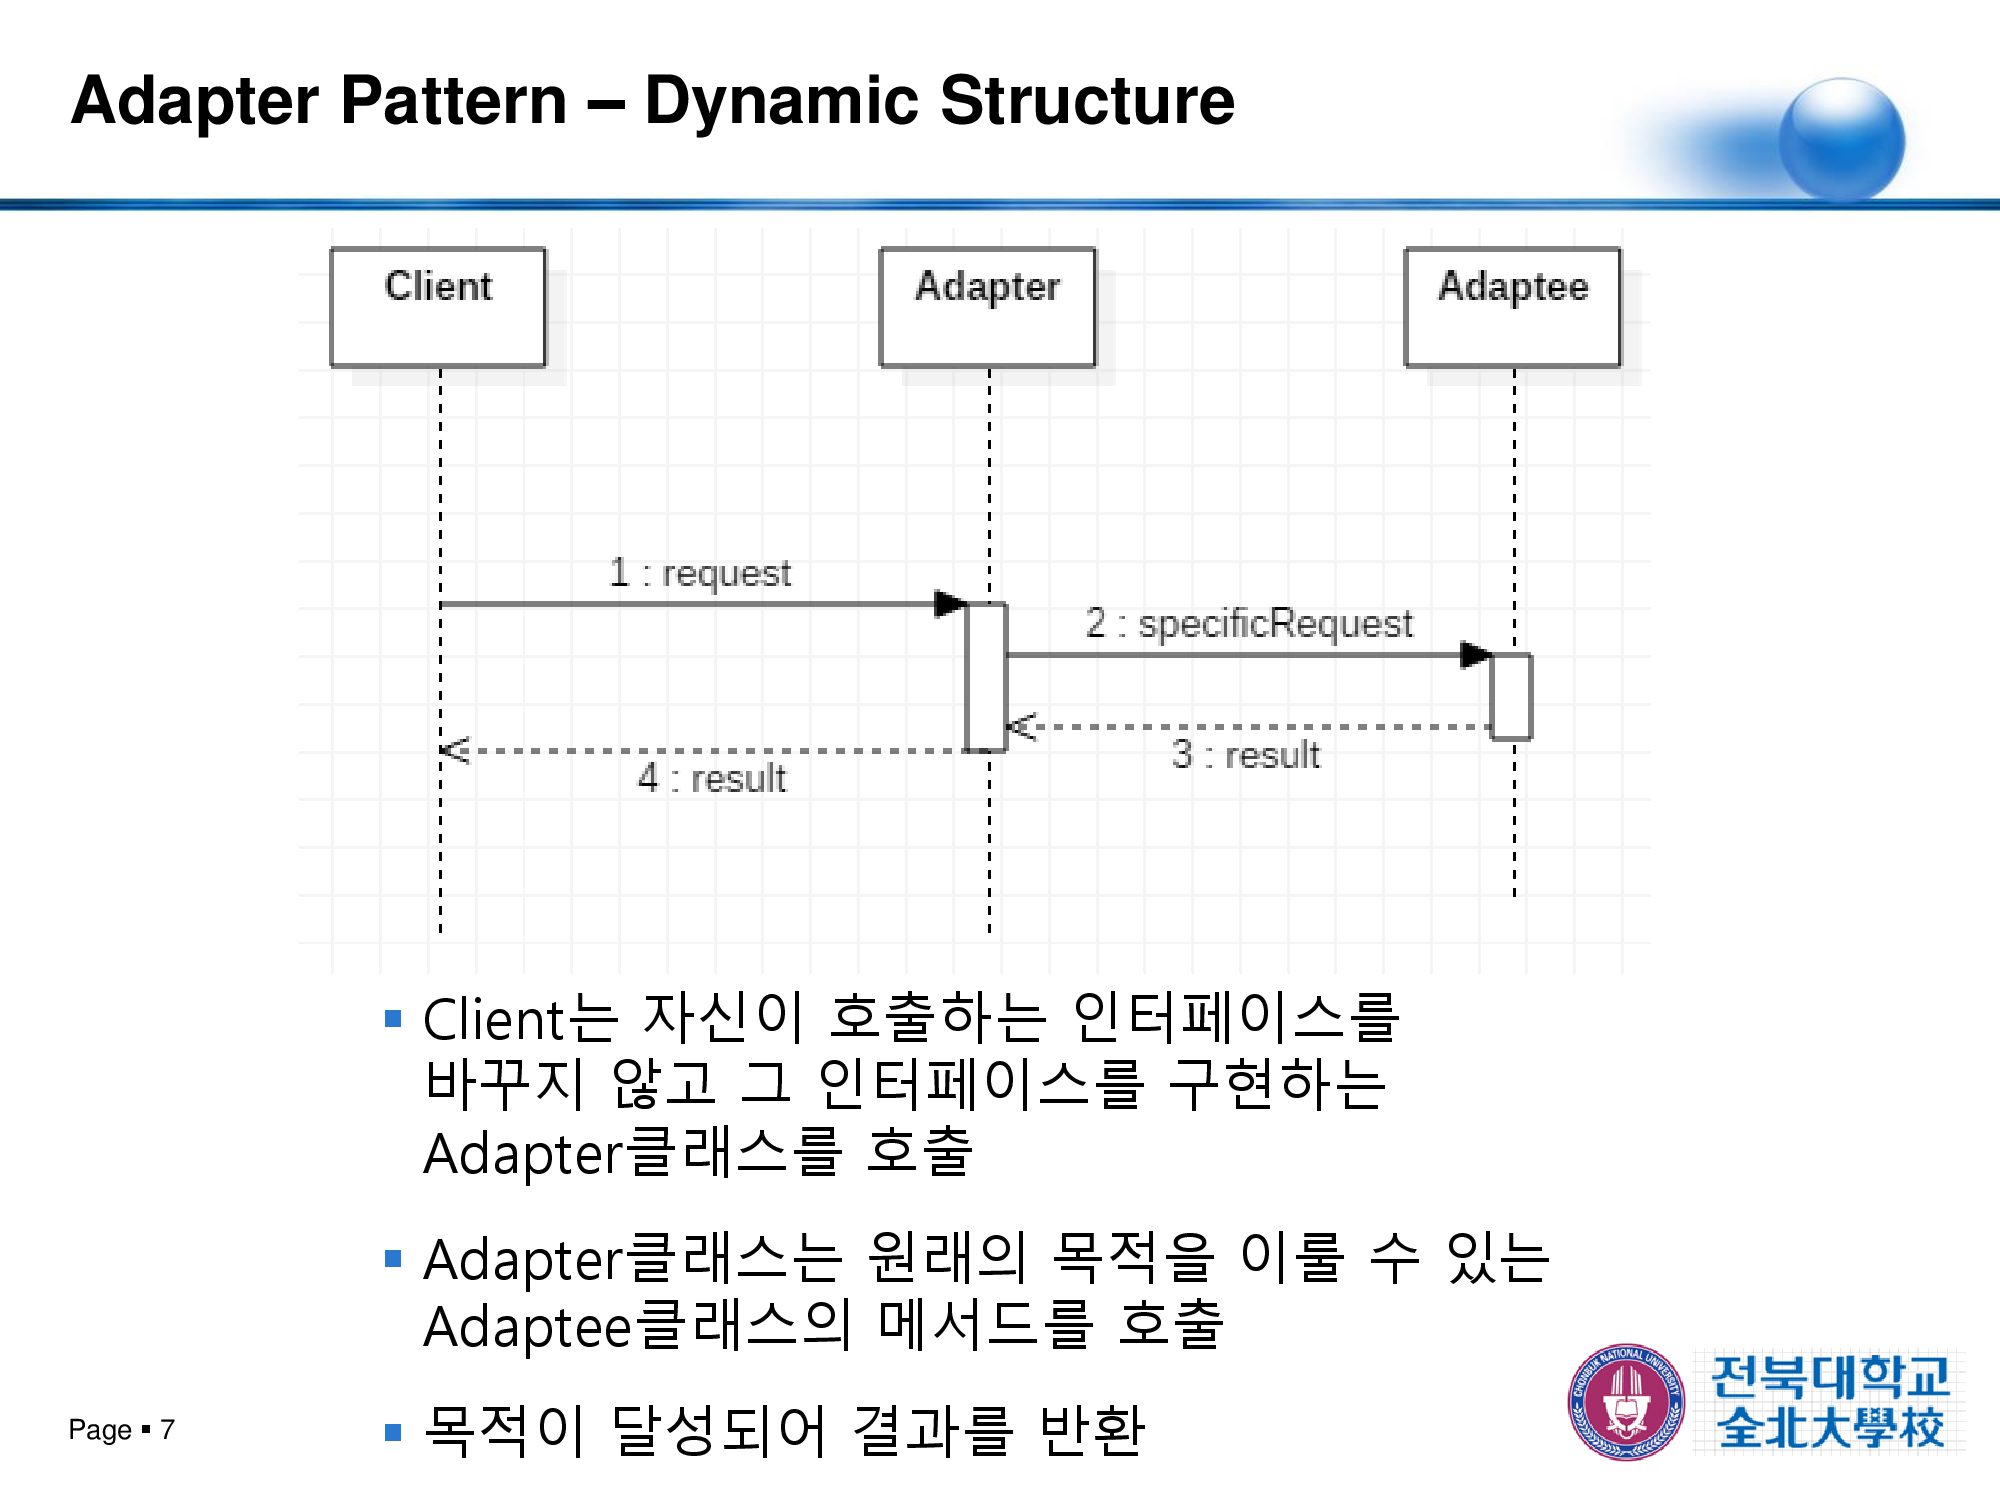 Adapter Pattern – Dynamic Structure
Client
Adapter
Adaptee
1 : request
2 : specificRequest
3 : result
4 : result
▪ Client는 자신이 호출하는 인터페이스를
바꾸지 않고 그 인터페이스를 구현하는
Adapter클래스를 호출
▪ Adapter클래스는 원래의 목적을 이룰 수 있는
Adaptee클래스의 메서드를 호출
▪ 목적이 달성되어 결과를 반환
Page ▪ 7
CHONBUK NATIONAL UNIVERSITY
전북대학교
全北大學校